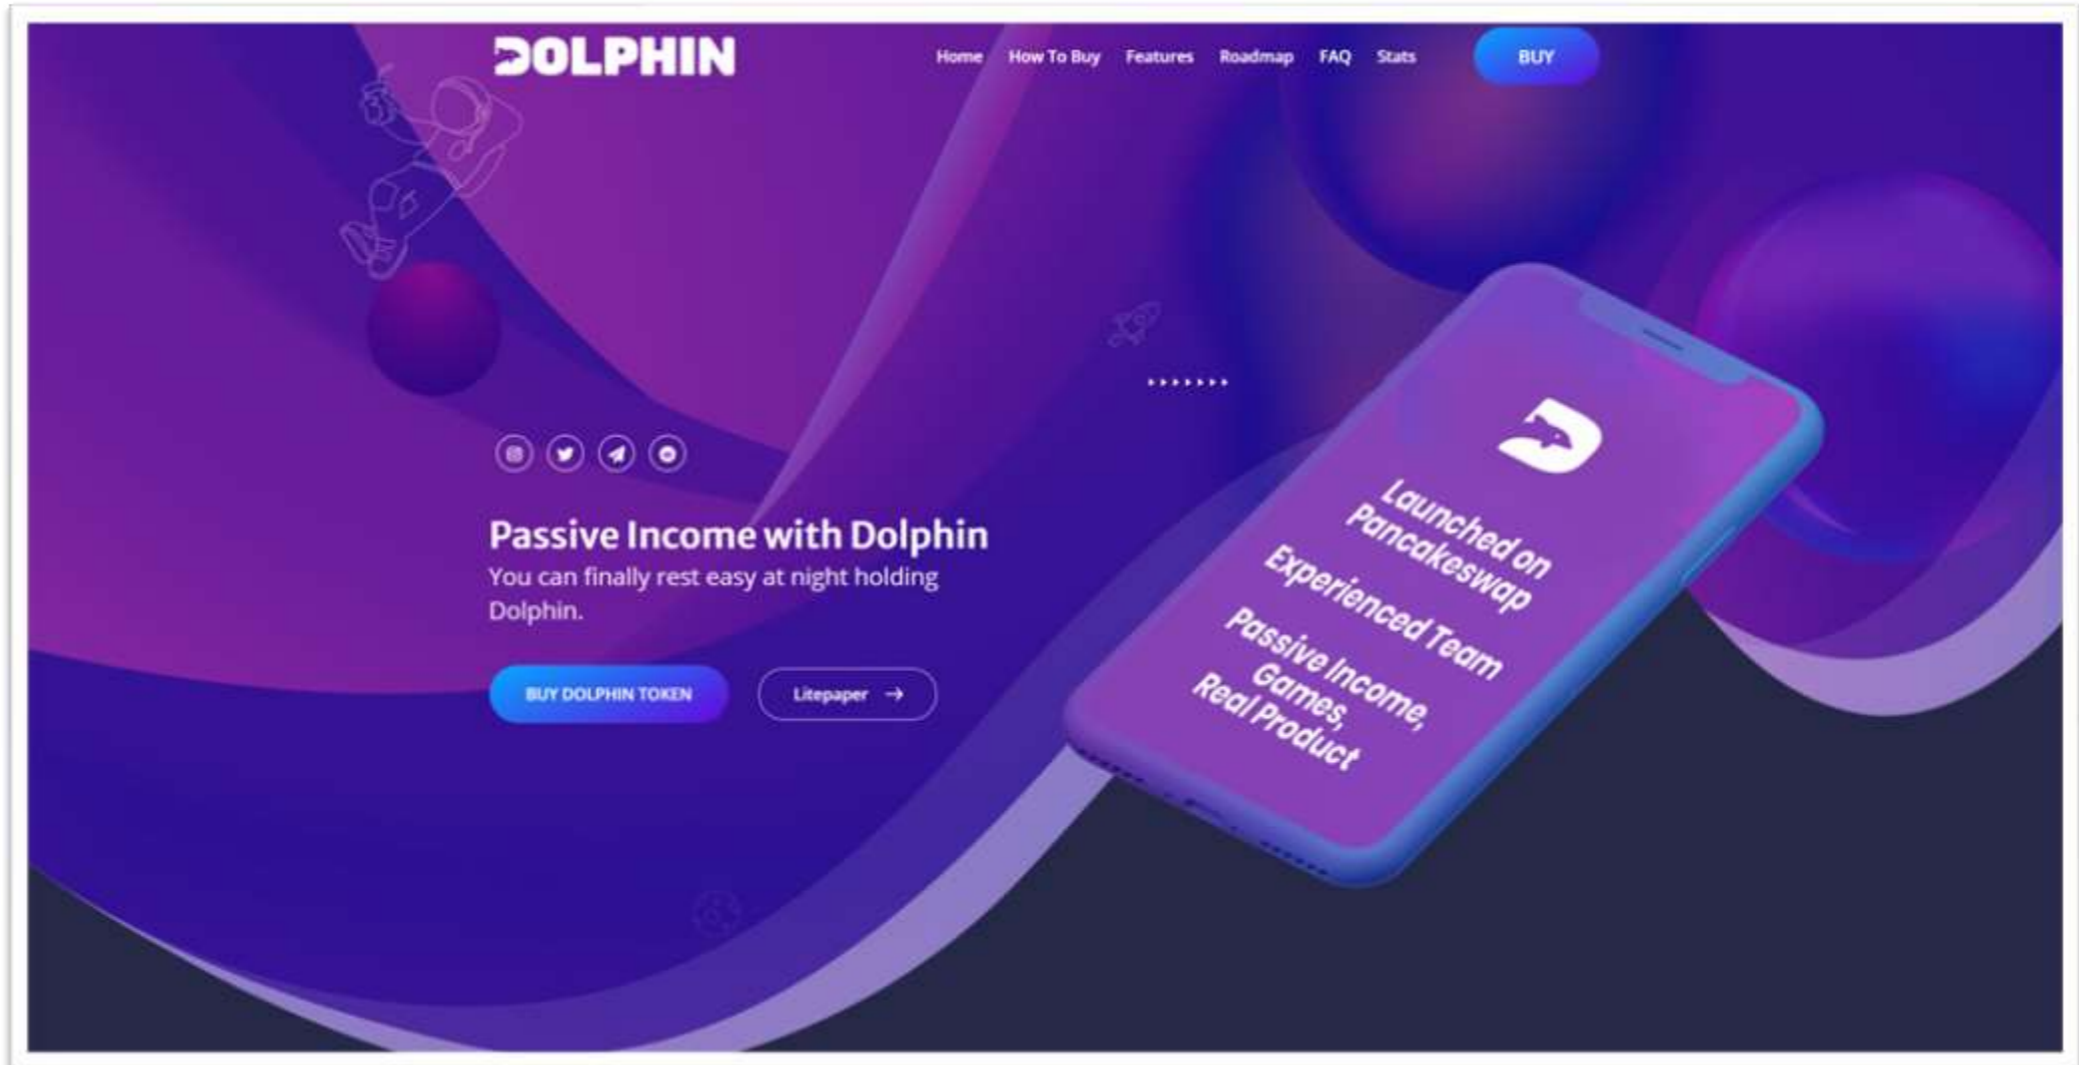 DOLPHIN
Home How To Buy Features Roadmap FAQ Stats BUY
Passive Income with Dolphin
You can finally rest easy at night holding
Dolphin.
BUY DOLPHIN TOKEN Litepaper →
Launched on
Pancakeswap
Experienced Team
Passive Income,
Games,
Real Product